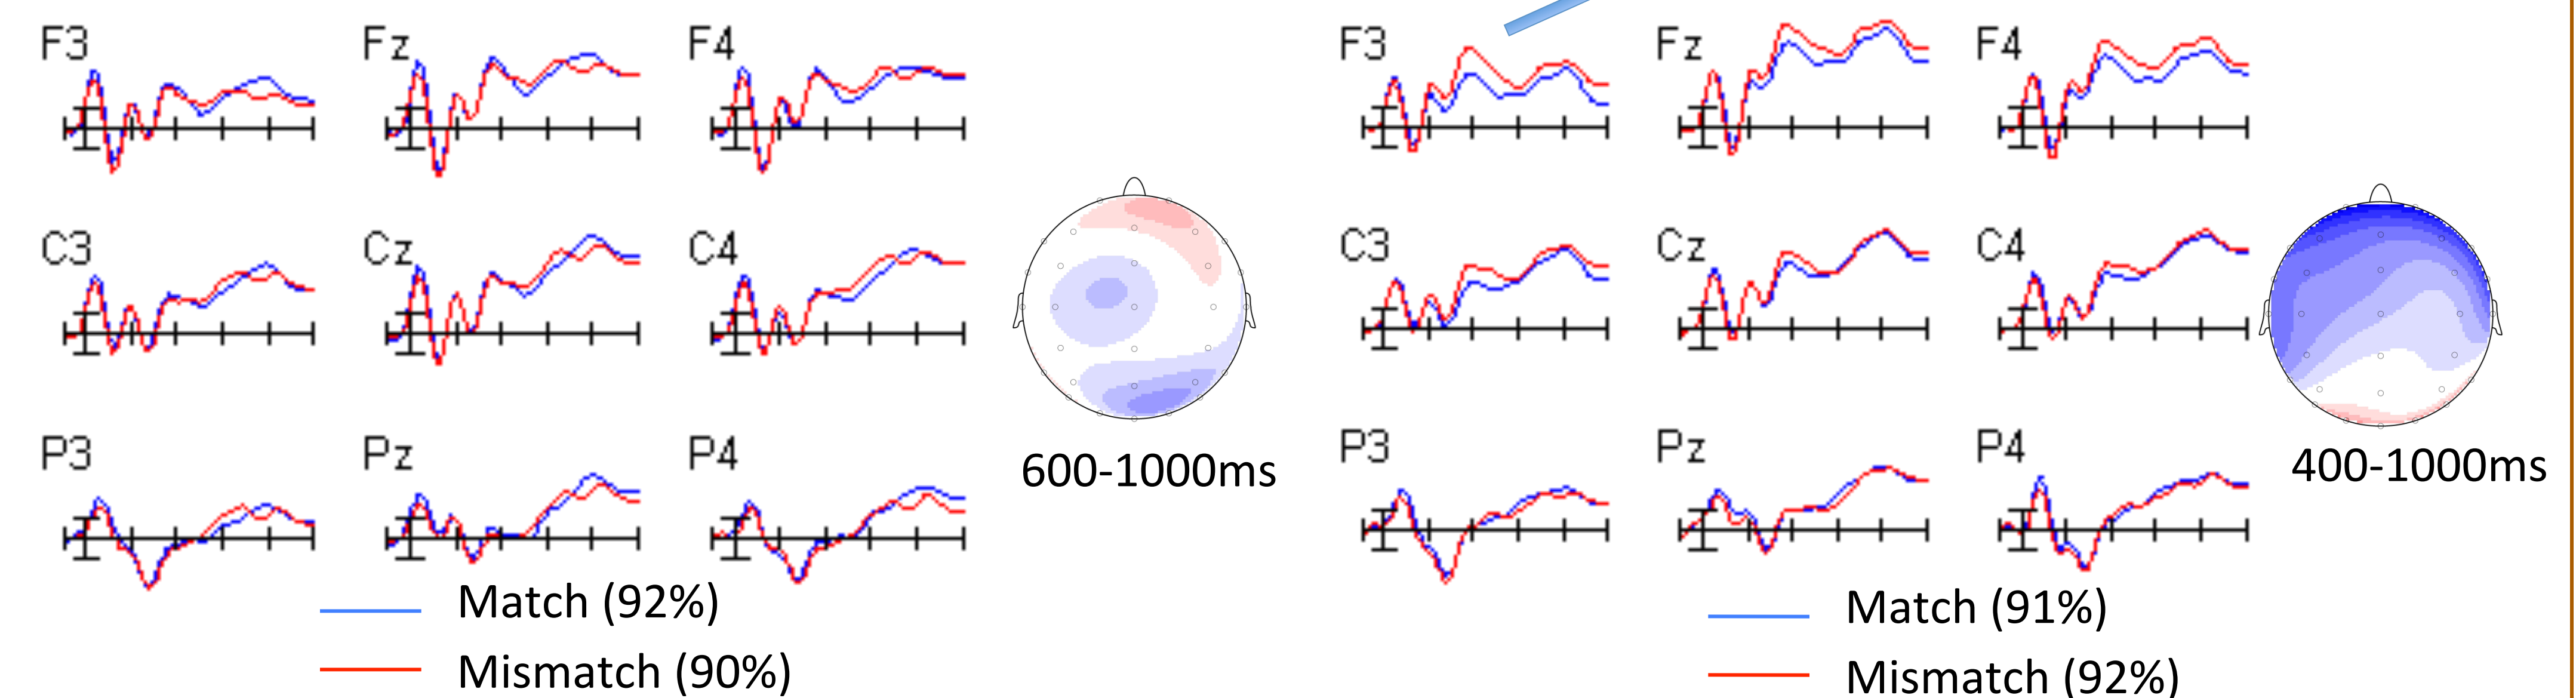 F3 Fz F4
C3 Cz C4
P3 Pz P4
600-1000ms
Match (92%)
Mismatch (90%)
F3 Fz F4
C3 Cz C4
P3 Pz P4
400-1000ms
Match (91%)
Mismatch (92%)